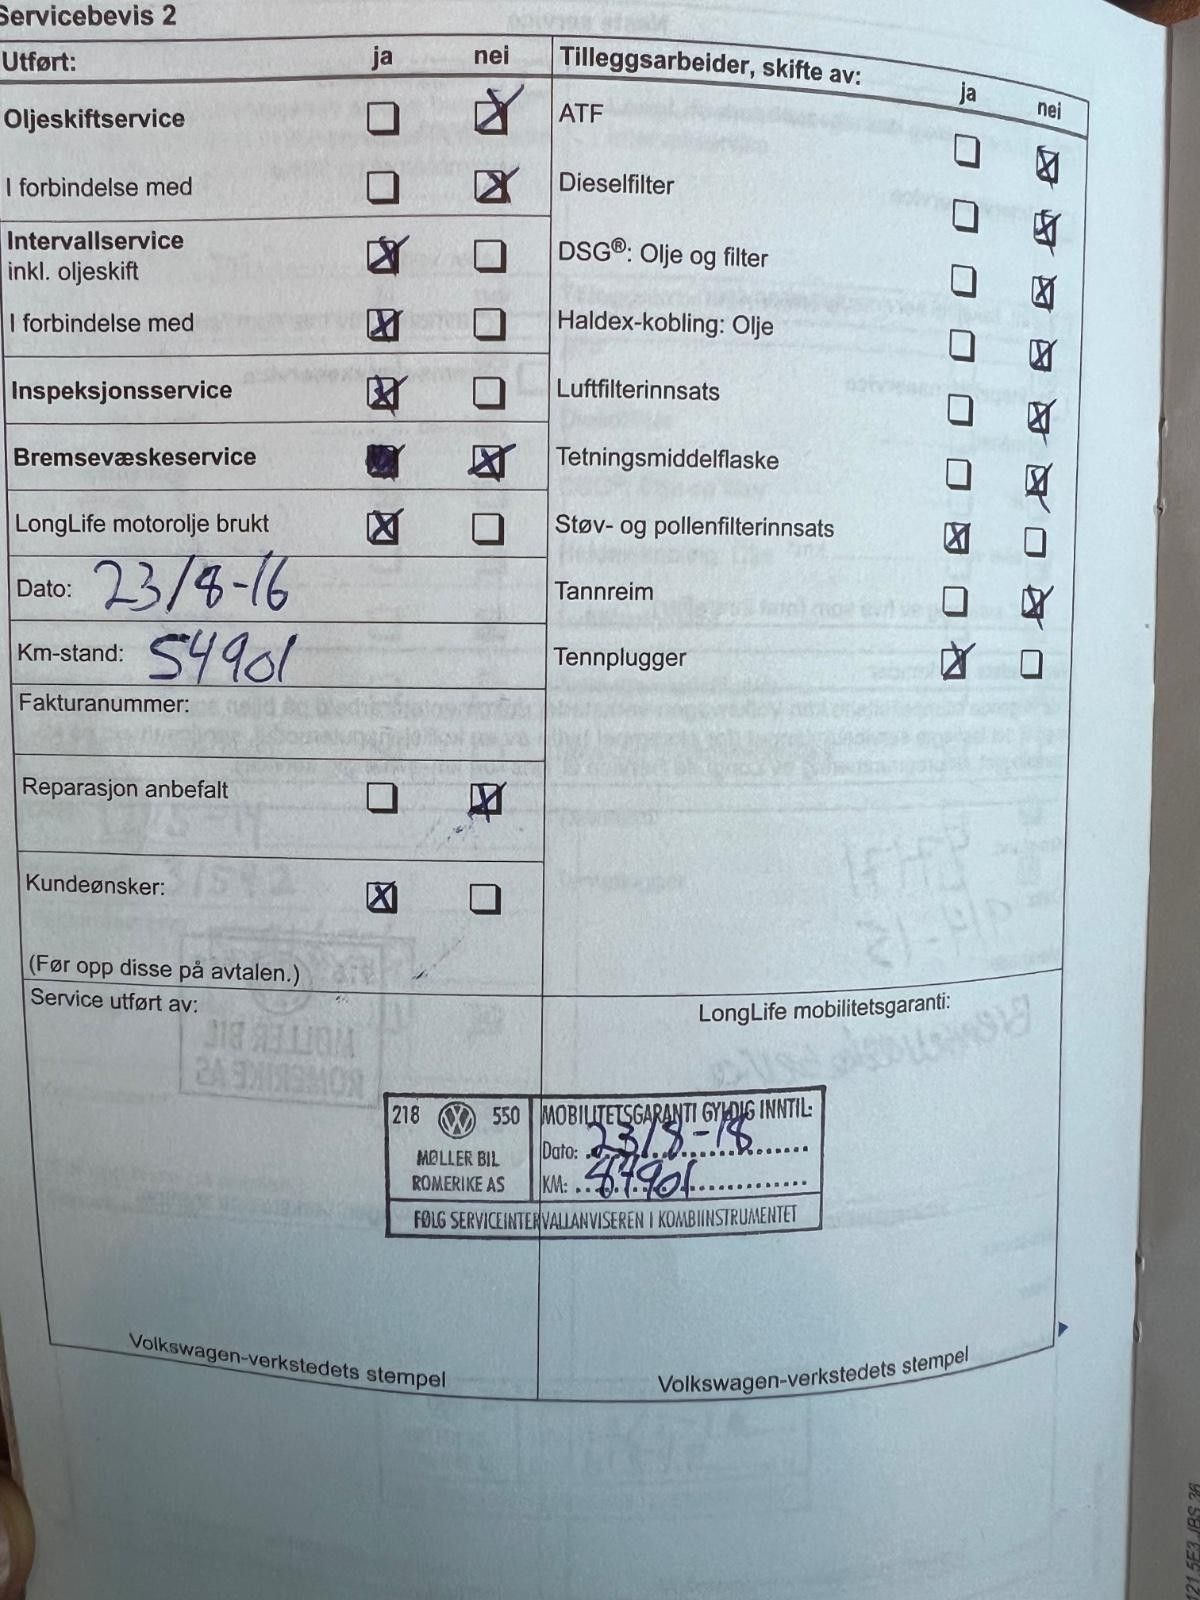 Servicebevis 2
Utført: ja nei
Oljeskiftservice
I forbindelse med
Intervallservice
inkl. oljeskift
I forbindelse med
Inspeksjonsservice
Bremsevæskeservice
LongLife motorolje brukt
Dato: 23/8-16
Km-stand: 54901
Fakturanummer:
Reparasjon anbefalt
Kundeønsker:
(Før opp disse på avtalen.)
Tilleggsarbeider, skifte av: ja nei
ATF
Dieselfilter
DSG®: Olje og filter
Haldex-kobling: Olje
Luftfilterinnsats
Tetningsmiddelflaske
Støv- og pollenfilterinnsats
Tannreim
Tennplugger
Service utført av:
LongLife mobilitetsgaranti:
218 550
MØLLER BIL
ROMERIKE AS
MOBILITETSGARANTI GYLDIG INNTIL:
Dato: 23/8-18
KM: 87901
FØLG SERVICEINTERVALLANVISEREN I KOMBIINSTRUMENTET
Volkswagen-verkstedets stempel
Volkswagen-verkstedets stempel